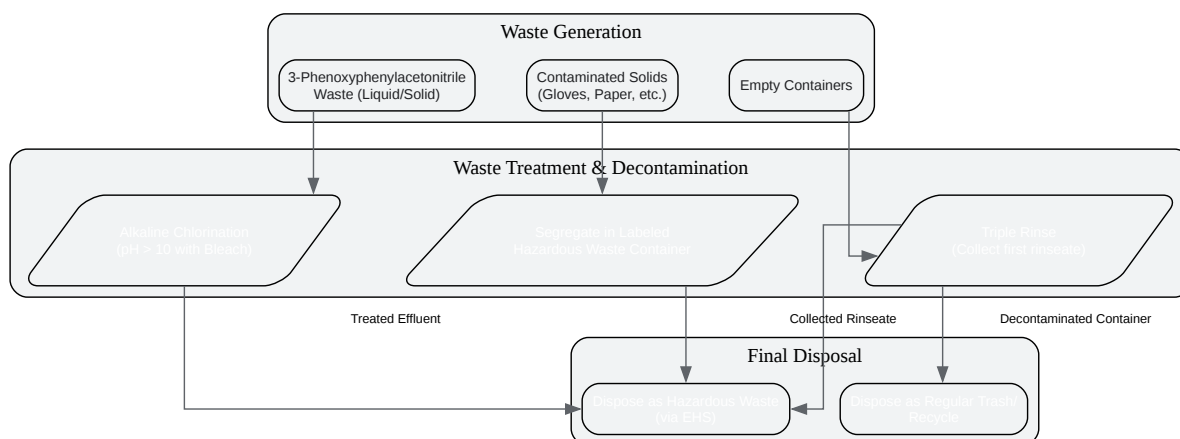 Waste Generation
3-Phenoxyphenylacetonitrile
Waste (Liquid/Solid)
Contaminated Solids
(Gloves, Paper, etc.)
Empty Containers
Waste Treatment & Decontamination
Alkaline Chlorination
(pH > 10 with Bleach)
Segregate in Labeled
Hazardous Waste Container
Triple Rinse
(Collect first rinseate)
Treated Effluent
Collected Rinseate
Decontaminated Container
Final Disposal
Dispose as Hazardous Waste
(via EHS)
Dispose as Regular Trash/
Recycle